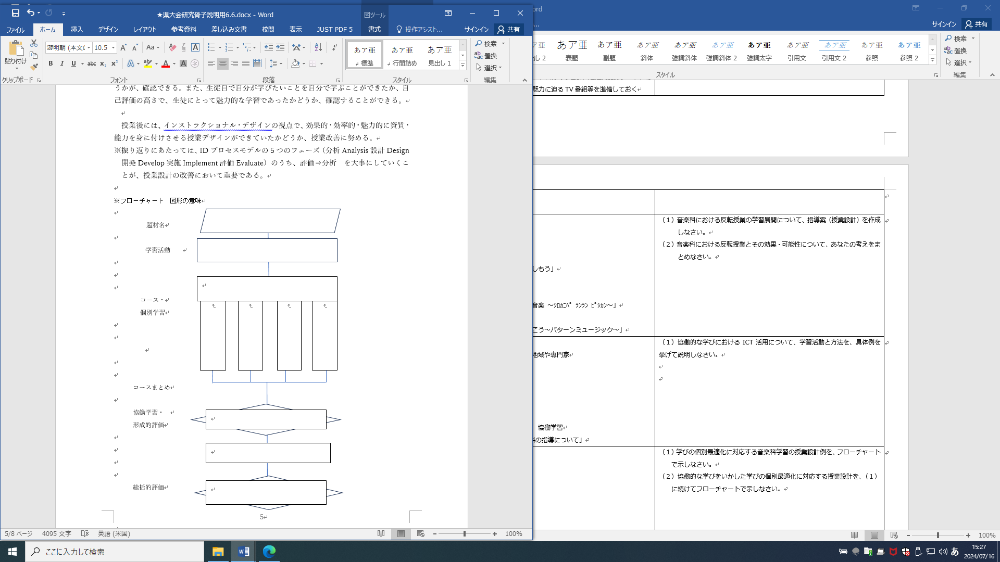 ★県大会研究骨子説明用6.6.docx - Word
図ツール
ファイル
ホーム
挿入
デザイン
レイアウト
参考資料
差し込み文書
校閲
表示
JUST PDF 5
書式
操作アシスト...
サインイン
共有
貼り付け
游明朝 (本文の
10.5
あア亜
標準
あア亜
行間詰め
あア亜
見出し 1
検索
置換
選択
クリップボード
フォント
段落
スタイル
編集
うかが、確認できる。また、生徒自で自分が学びたいことを自分で学ぶことができたか、自
己評価の高さで、生徒にとって魅力的な学習であったかどうか、確認することができる。
授業後には、インストラクショナル・デザインの視点で、効果的・効率的・魅力的に資質・
能力を身に付けさせる授業デザインができていたかどうか、授業改善に努める。
※振り返りにあたっては、ID プロセスモデルの 5 つのフェーズ（分析 Analysis 設計 Design
開発 Develop 実施 Implement 評価 Evaluate）のうち、評価⇒分析　を大事にしていくこ
とが、授業設計の改善において重要である。
※フローチャート　図形の意味
題材名
学習活動
コース・
個別学習
コースまとめ
協働学習・
形成的評価
総括的評価
5
5/8 ページ
4095 文字
英語 (米国)
100%
ord
サインイン
共有
あア亜
出し 2
あア亜
表題
あア亜
副題
あア亜
斜体
あア亜
強調斜体
あア亜
強調斜体 2
あア亜
強調太字
あア亜
引用文
あア亜
引用文 2
あア亜
参照
あア亜
参照 2
検索
置換
選択
スタイル
編集
魅力に迫る TV 番組等を準備しておく
（1）音楽科における反転授業の学習展開について、指導案（授業設計）を作成
しなさい。
（2）音楽科における反転授業とその効果・可能性について、あなたの考えをま
とめなさい。
しもう」
音楽 ～ｼﾛｶﾆﾍﾟ ﾗﾝﾗﾝ ﾋﾟｼｶﾝ～」
こう～パターンミュージック～」
（1）協働的な学びにおける ICT 活用について、学習活動と方法を、具体例を
挙げて説明しなさい。
地域や専門家
協働学習
科の指導について」
（1）学びの個別最適化に対応する音楽科学習の授業設計例を、フローチャート
で示しなさい。
（2）協働的な学びをいかした学びの個別最適化に対応する授業設計を、（1）
に続けてフローチャートで示しなさい。
100%
ここに入力して検索
あ
15:27
2024/07/16